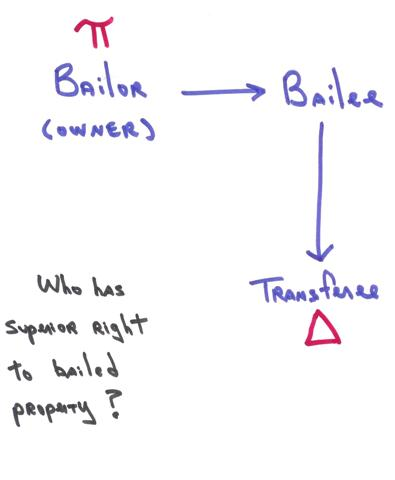 π
BAILOR
(OWNER)
BAILEE
TRANSFEREE
Δ
WHO HAS
SUPERIOR RIGHT
TO BAILED
PROPERTY?